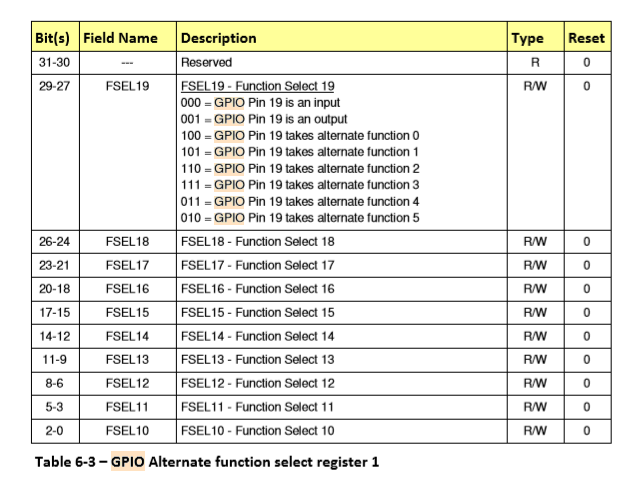 Bit(s) Field Name Description Type Reset
31-30 --- Reserved R 0
29-27 FSEL19 FSEL19 - Function Select 19 R/W 0
000 = GPIO Pin 19 is an input
001 = GPIO Pin 19 is an output
100 = GPIO Pin 19 takes alternate function 0
101 = GPIO Pin 19 takes alternate function 1
110 = GPIO Pin 19 takes alternate function 2
111 = GPIO Pin 19 takes alternate function 3
011 = GPIO Pin 19 takes alternate function 4
010 = GPIO Pin 19 takes alternate function 5
26-24 FSEL18 FSEL18 - Function Select 18 R/W 0
23-21 FSEL17 FSEL17 - Function Select 17 R/W 0
20-18 FSEL16 FSEL16 - Function Select 16 R/W 0
17-15 FSEL15 FSEL15 - Function Select 15 R/W 0
14-12 FSEL14 FSEL14 - Function Select 14 R/W 0
11-9 FSEL13 FSEL13 - Function Select 13 R/W 0
8-6 FSEL12 FSEL12 - Function Select 12 R/W 0
5-3 FSEL11 FSEL11 - Function Select 11 R/W 0
2-0 FSEL10 FSEL10 - Function Select 10 R/W 0
Table 6-3 – GPIO Alternate function select register 1